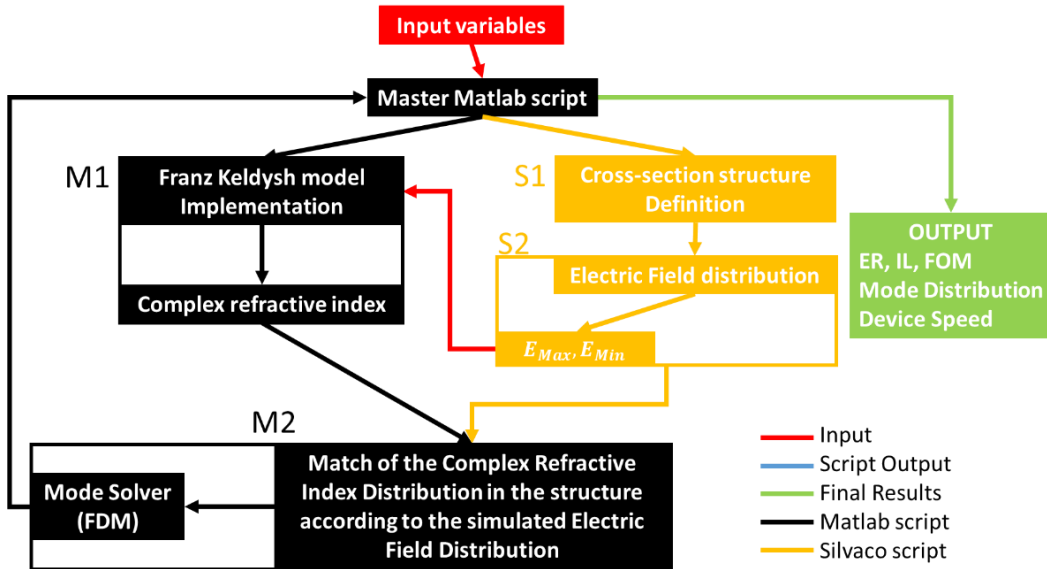 Input variables
Master Matlab script
M1
Franz Keldysh model
Implementation
Complex refractive index
S1
Cross-section structure
Definition
S2
Electric Field distribution
E_Max, E_Min
OUTPUT
ER, IL, FOM
Mode Distribution
Device Speed
M2
Mode Solver
(FDM)
Match of the Complex Refractive
Index Distribution in the structure
according to the simulated Electric
Field Distribution
Input
Script Output
Final Results
Matlab script
Silvaco script